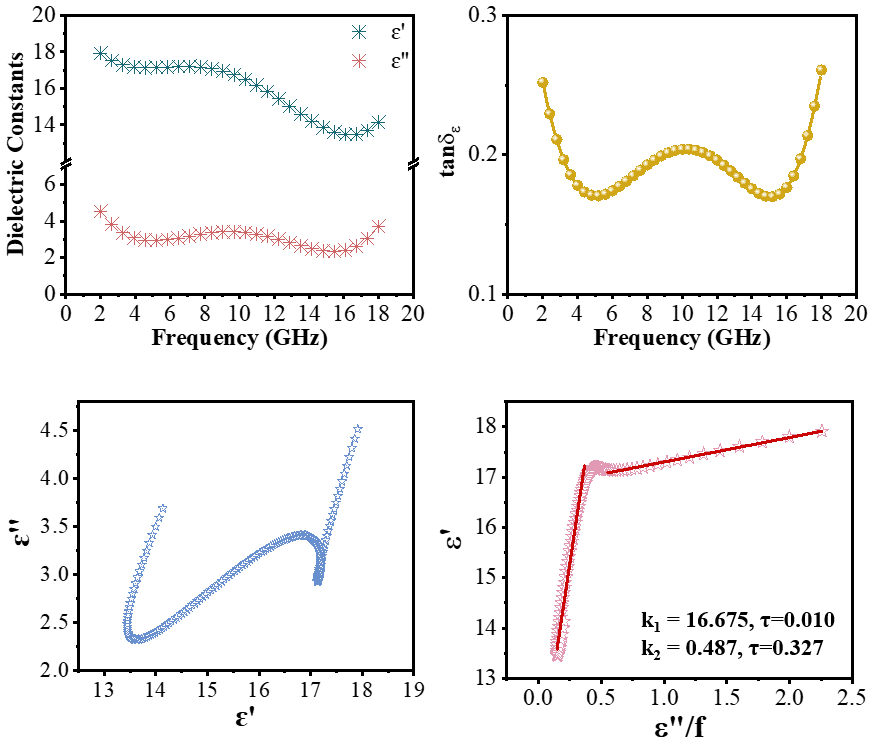 Dielectric Constants
20
18
16
14
6
4
2
0
ε'
ε''
0 2 4 6 8 10 12 14 16 18 20
Frequency (GHz)
tanδε
0.3
0.2
0.1
0 2 4 6 8 10 12 14 16 18 20
Frequency (GHz)
ε''
4.5
4.0
3.5
3.0
2.5
2.0
13 14 15 16 17 18 19
ε'
ε'
18
17
16
15
14
13
k1 = 16.675, τ=0.010
k2 = 0.487, τ=0.327
0.0 0.5 1.0 1.5 2.0 2.5
ε''/f